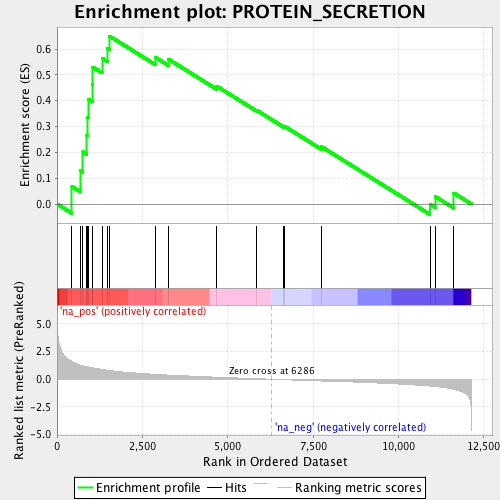 Enrichment plot: PROTEIN_SECRETION
Enrichment score (ES)
0.6
0.5
0.4
0.3
0.2
0.1
0.0
'na_pos' (positively correlated)
Ranked list metric (PreRanked)
5.0
2.5
0.0
-2.5
-5.0
Zero cross at 6286
'na_neg' (negatively correlated)
0
2,500
5,000
7,500
10,000
12,500
Rank in Ordered Dataset
Enrichment profile
Hits
Ranking metric scores